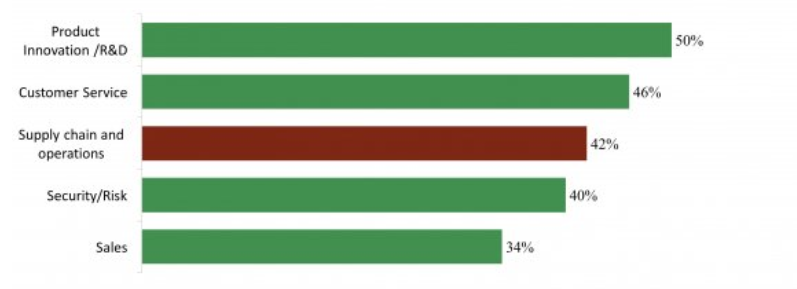 Product
Innovation /R&D
50%
Customer Service
46%
Supply chain and
operations
42%
Security/Risk
40%
Sales
34%